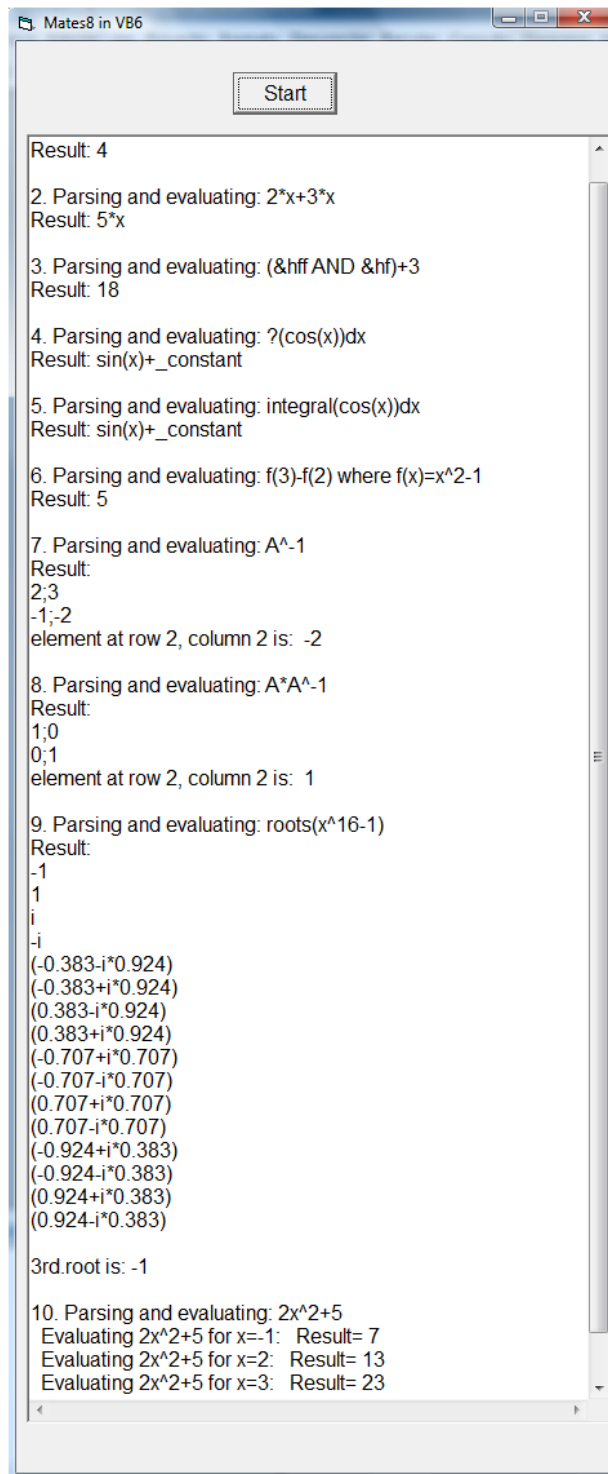 Mates8 in VB6
Start
Result: 4
2. Parsing and evaluating: 2*x+3*x
Result: 5*x
3. Parsing and evaluating: (&hff AND &hf)+3
Result: 18
4. Parsing and evaluating: ?(cos(x))dx
Result: sin(x)+_constant
5. Parsing and evaluating: integral(cos(x))dx
Result: sin(x)+_constant
6. Parsing and evaluating: f(3)-f(2) where f(x)=x^2-1
Result: 5
7. Parsing and evaluating: A^-1
Result:
2;3
-1;-2
element at row 2, column 2 is:  -2
8. Parsing and evaluating: A*A^-1
Result:
1;0
0;1
element at row 2, column 2 is:  1
9. Parsing and evaluating: roots(x^16-1)
Result:
-1
1
i
-i
(-0.383-i*0.924)
(-0.383+i*0.924)
(0.383-i*0.924)
(0.383+i*0.924)
(-0.707+i*0.707)
(-0.707-i*0.707)
(0.707+i*0.707)
(0.707-i*0.707)
(-0.924+i*0.383)
(-0.924-i*0.383)
(0.924+i*0.383)
(0.924-i*0.383)
3rd.root is: -1
10. Parsing and evaluating: 2x^2+5
Evaluating 2x^2+5 for x=-1:   Result= 7
Evaluating 2x^2+5 for x=2:   Result= 13
Evaluating 2x^2+5 for x=3:   Result= 23